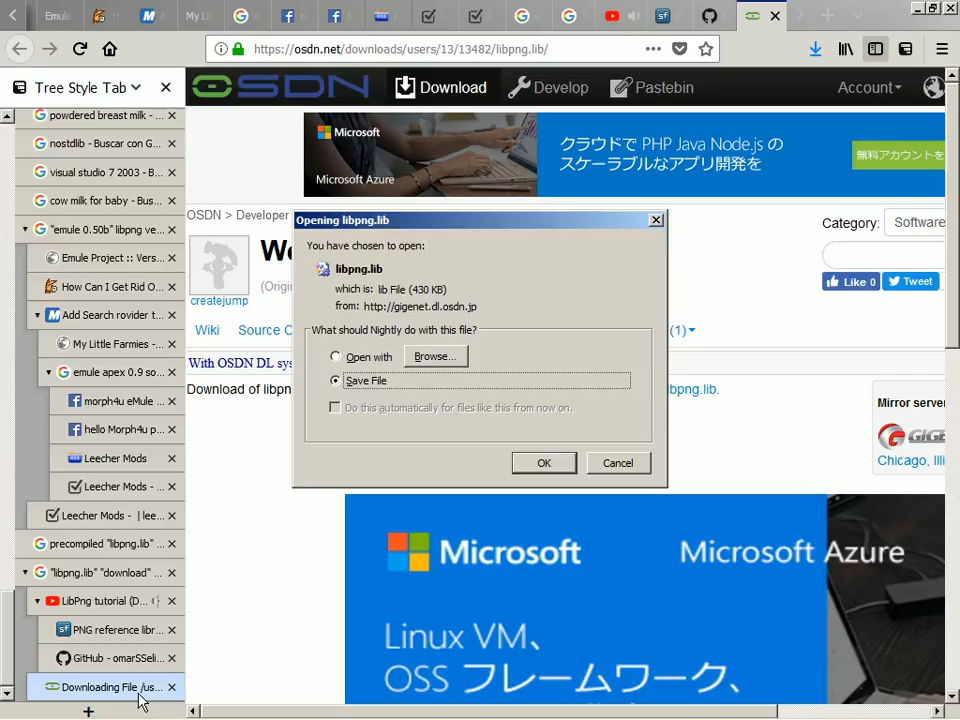 Emule
My Li
https://osdn.net/downloads/users/13/13482/libpng.lib/
Tree Style Tab
powdered breast milk - ...
nostdlib - Buscar con G...
visual studio 7 2003 - B...
cow milk for baby - Bus...
"emule 0.50b" libpng ve...
Emule Project :: Vers...
How Can I Get Rid O...
Add Search rovider t...
My Little Farmies -...
emule apex 0.9 so...
morph4u eMule ...
hello Morph4u p...
Leecher Mods
Leecher Mods - ...
Leecher Mods - | lee...
precompiled "libpng.lib" ...
"libpng.lib" "download" ...
LibPng tutorial (D...
PNG reference libr...
GitHub - omarSSeli...
Downloading File /us...
OSDN
Download
Develop
Pastebin
Account
Microsoft
Microsoft Azure
クラウドで PHP Java Node.js の
スケーラブルなアプリ開発を
無料アカウントを
OSDN > Developer
Category:
Software
createjump
We
(Origi
Like 0
Tweet
Wiki
Source C
(1)
With OSDN DL sys
Download of libpn
ibpng.lib.
Mirror server
GIGE
Chicago, Illi
Opening libpng.lib
You have chosen to open:
libpng.lib
which is: lib File (430 KB)
from: http://gigenet.dl.osdn.jp
What should Nightly do with this file?
Open with
Browse...
Save File
Do this automatically for files like this from now on.
OK
Cancel
Microsoft
Microsoft Azure
Linux VM、
OSS フレームワーク、